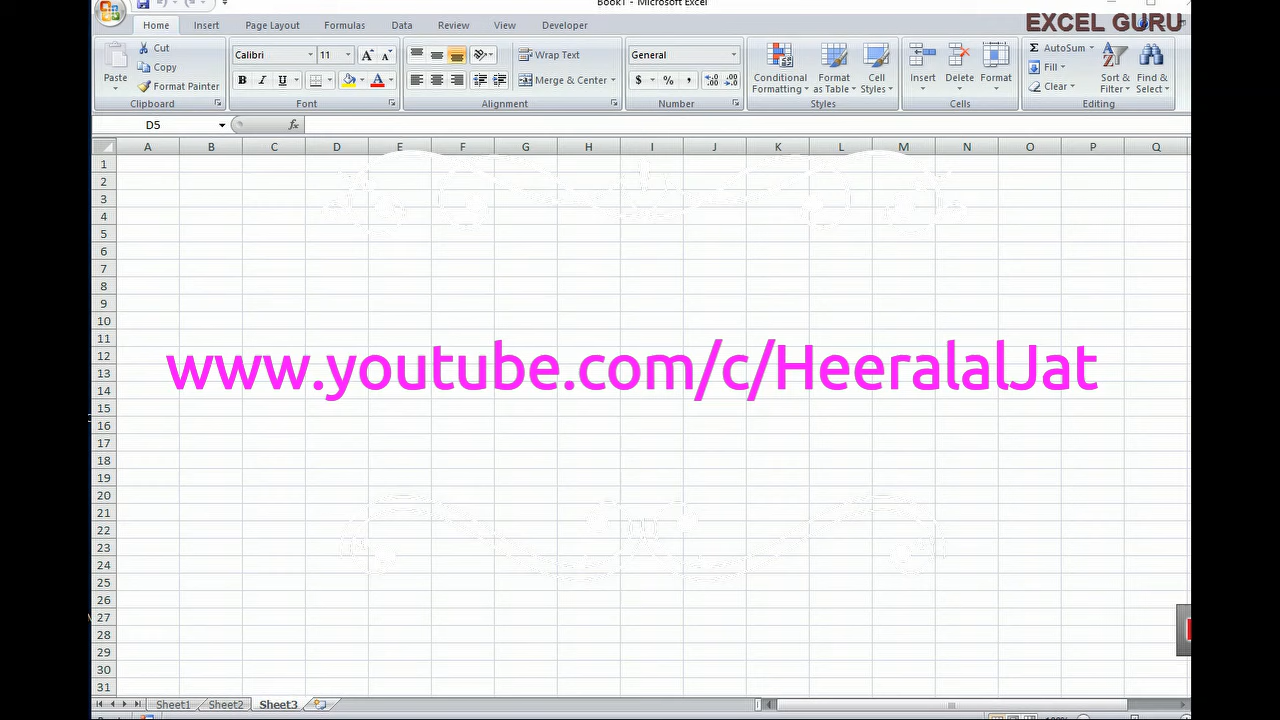 Book1 - Microsoft Excel
EXCEL GURU
Home Insert Page Layout Formulas Data Review View Developer
Cut
Copy
Format Painter
Paste
Clipboard
Calibri 11
B I U A
Font
Wrap Text
Merge & Center
Alignment
General
$ % ,
Number
Conditional Formatting
Format as Table
Cell Styles
Styles
Insert Delete Format
Cells
Σ AutoSum
Fill
Clear
Sort & Filter
Find & Select
Editing
D5 fx
A B C D E F G H I J K L M N O P Q
1
2
3
4
5
6
7
8
9
10
11
12
www.youtube.com/c/HeeralalJat
13
14
15
16
17
18
19
20
21
22
23
24
25
26
27
28
29
30
31
Sheet1 Sheet2 Sheet3